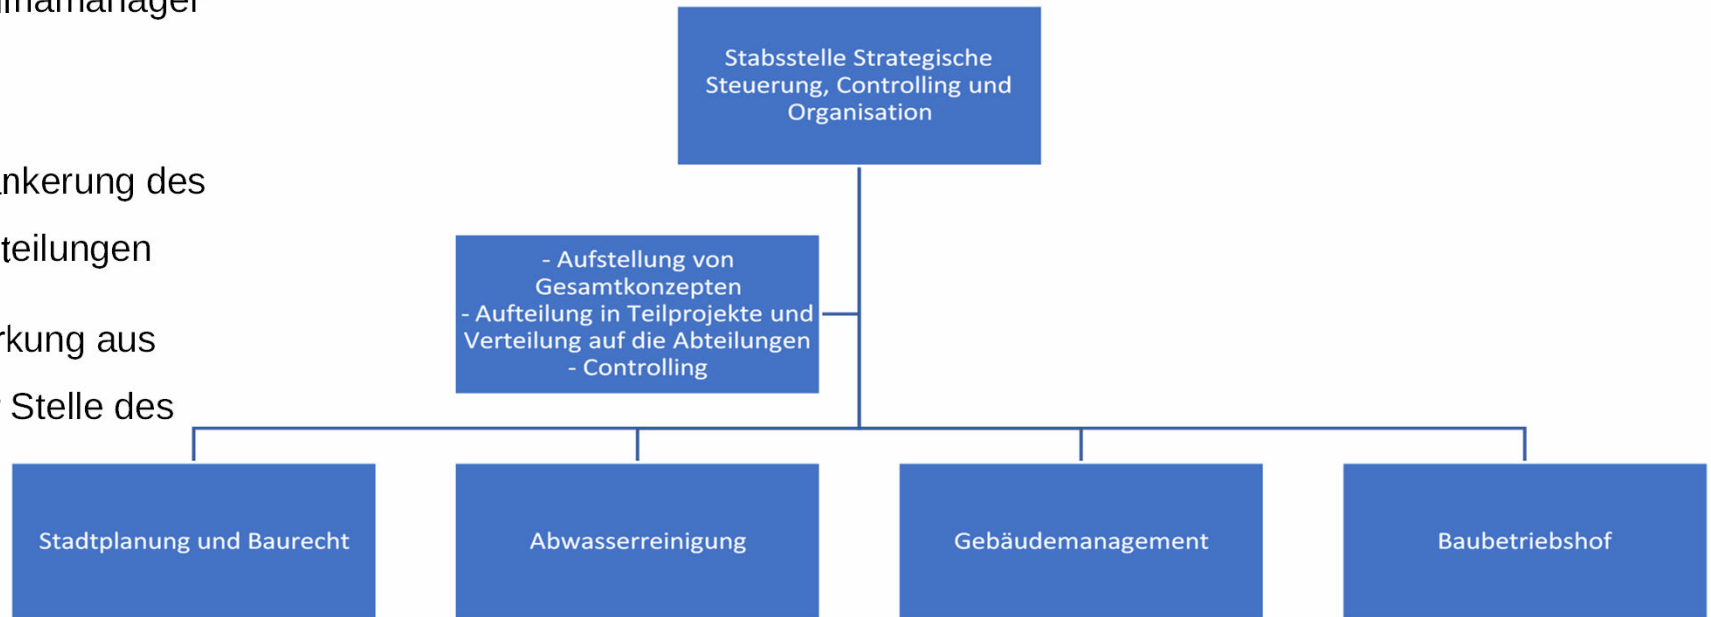 Stabsstelle Strategische
Steuerung, Controlling und
Organisation
nkerung des
teilungen
rkung aus
Stelle des
- Aufstellung von
Gesamtkonzepten
- Aufteilung in Teilprojekte und
Verteilung auf die Abteilungen
- Controlling
Stadtplanung und Baurecht
Abwasserreinigung
Gebäudemanagement
Baubetriebshof